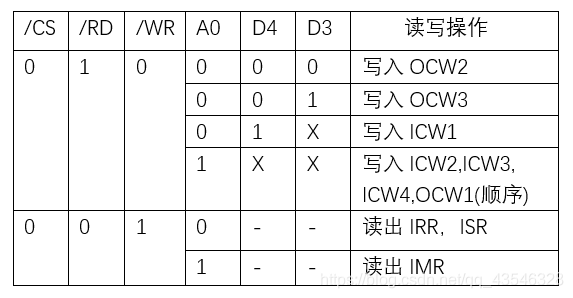 /CS /RD /WR A0 D4 D3 读写操作
0 1 0 0 0 0 写入 OCW2
0 0 1 写入 OCW3
0 1 X 写入 ICW1
1 X X 写入 ICW2,ICW3,
ICW4,OCW1(顺序)
0 0 1 0 - - 读出 IRR，ISR
1 - - 读出 IMR
https://blog.csdn.net/qq_43546323